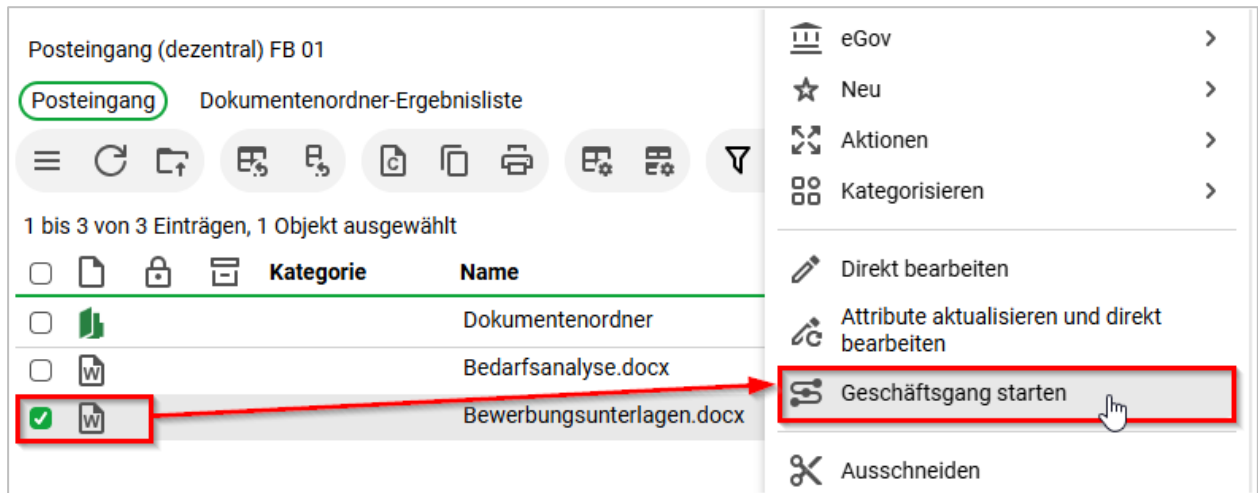 Posteingang (dezentral) FB 01
Posteingang Dokumentenordner-Ergebnisliste
1 bis 3 von 3 Einträgen, 1 Objekt ausgewählt
Kategorie Name
Dokumentenordner
Bedarfsanalyse.docx
Bewerbungsunterlagen.docx
eGov
Neu
Aktionen
Kategorisieren
Direkt bearbeiten
Attribute aktualisieren und direkt
bearbeiten
Geschäftsgang starten
Ausschneiden